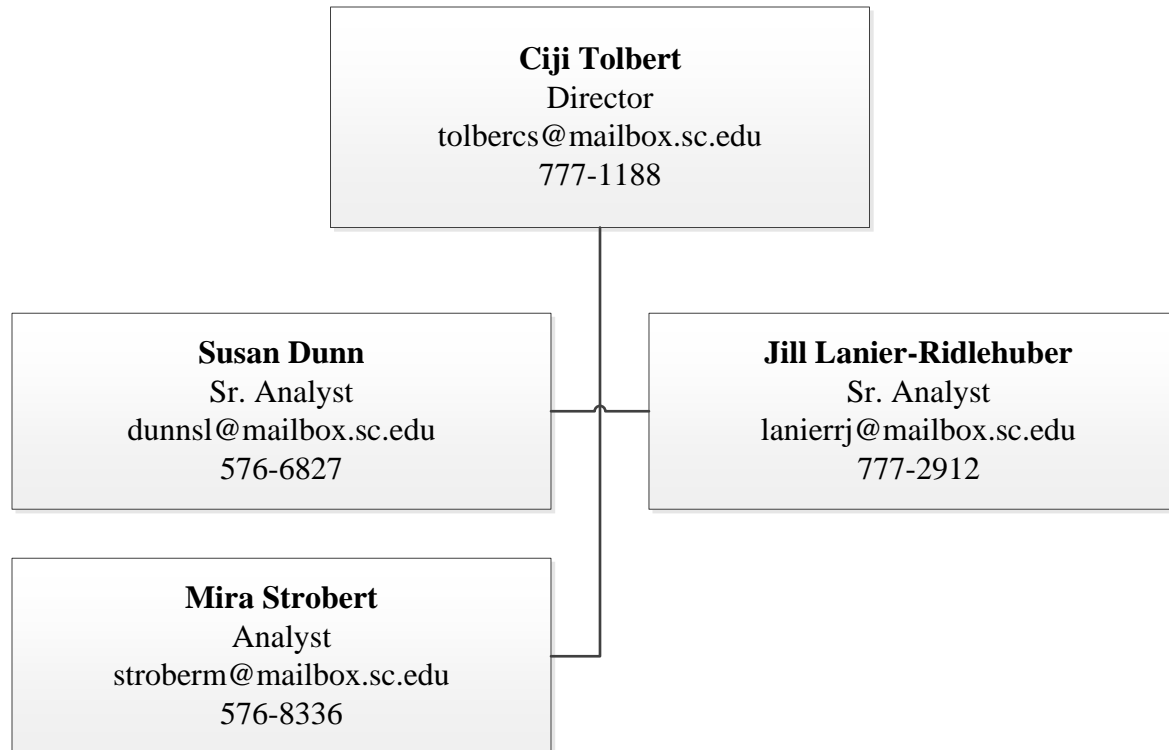 Ciji Tolbert
Director
tolbercs@mailbox.sc.edu
777-1188
Susan Dunn
Sr. Analyst
dunnsl@mailbox.sc.edu
576-6827
Jill Lanier-Ridlehuber
Sr. Analyst
lanierrj@mailbox.sc.edu
777-2912
Mira Strobert
Analyst
stroberm@mailbox.sc.edu
576-8336